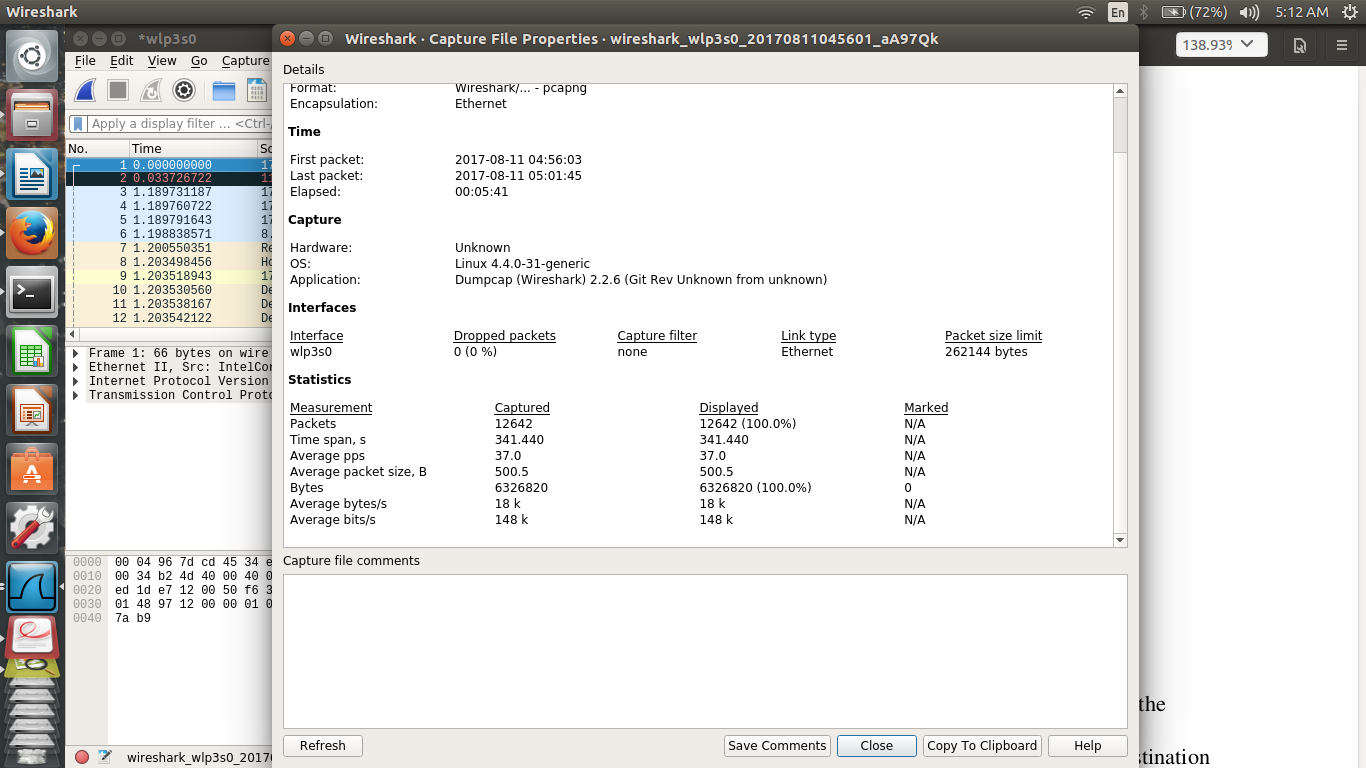 Wireshark En (72%) 5:12 AM
*wlp3s0
Wireshark · Capture File Properties · wireshark_wlp3s0_20170811045601_aA97Qk
138.93%
File Edit View Go Capture
Apply a display filter ... <Ctrl-/
No. Time
1 0.000000000 17
2 0.033726722 11
3 1.189731187 17
4 1.189760722 17
5 1.189791643 17
6 1.198838571 8.
7 1.200550351 Re
8 1.203498456 Ho
9 1.203518943 17
10 1.203530560 De
11 1.203538167 De
12 1.203542122 De
Frame 1: 66 bytes on wire
Ethernet II, Src: IntelCor
Internet Protocol Version
Transmission Control Proto
0000 00 04 96 7d cd 45 34 e
0010 00 34 b2 4d 40 00 40 0
0020 ed 1d e7 12 00 50 f6 3
0030 01 48 97 12 00 00 01 0
0040 7a b9
wireshark_wlp3s0_2017
Details
Format: Wireshark/... - pcapng
Encapsulation: Ethernet
Time
First packet: 2017-08-11 04:56:03
Last packet: 2017-08-11 05:01:45
Elapsed: 00:05:41
Capture
Hardware: Unknown
OS: Linux 4.4.0-31-generic
Application: Dumpcap (Wireshark) 2.2.6 (Git Rev Unknown from unknown)
Interfaces
Interface Dropped packets Capture filter Link type Packet size limit
wlp3s0 0 (0 %) none Ethernet 262144 bytes
Statistics
Measurement Captured Displayed Marked
Packets 12642 12642 (100.0%) N/A
Time span, s 341.440 341.440 N/A
Average pps 37.0 37.0 N/A
Average packet size, B 500.5 500.5 N/A
Bytes 6326820 6326820 (100.0%) 0
Average bytes/s 18 k 18 k N/A
Average bits/s 148 k 148 k N/A
Capture file comments
Refresh Save Comments Close Copy To Clipboard Help
the
stination